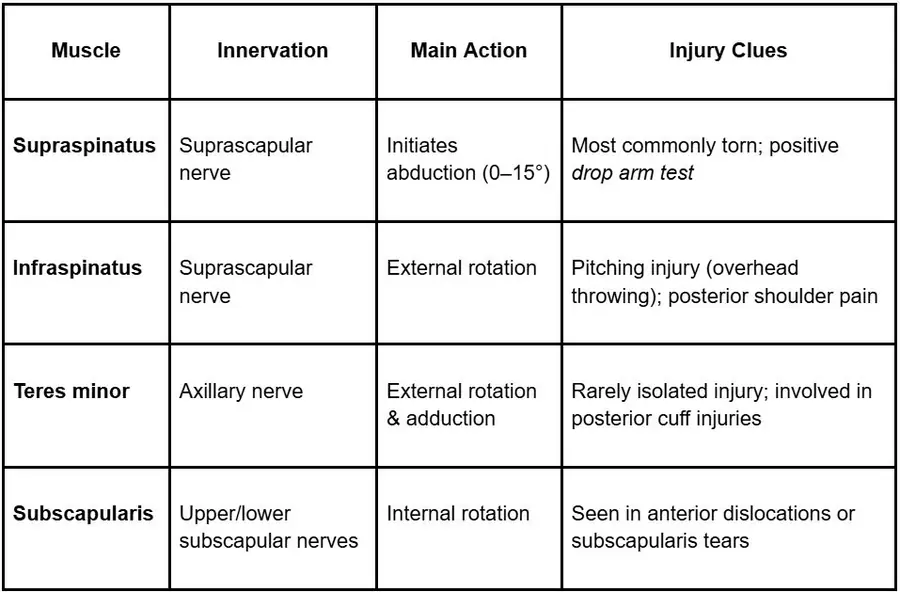 Muscle Innervation Main Action Injury Clues
Supraspinatus Suprascapular Initiates Most commonly torn; positive
nerve abduction (0–15°) drop arm test
Infraspinatus Suprascapular External rotation Pitching injury (overhead
nerve throwing); posterior shoulder pain
Teres minor Axillary nerve External rotation Rarely isolated injury; involved in
& adduction posterior cuff injuries
Subscapularis Upper/lower Internal rotation Seen in anterior dislocations or
subscapular nerves subscapularis tears